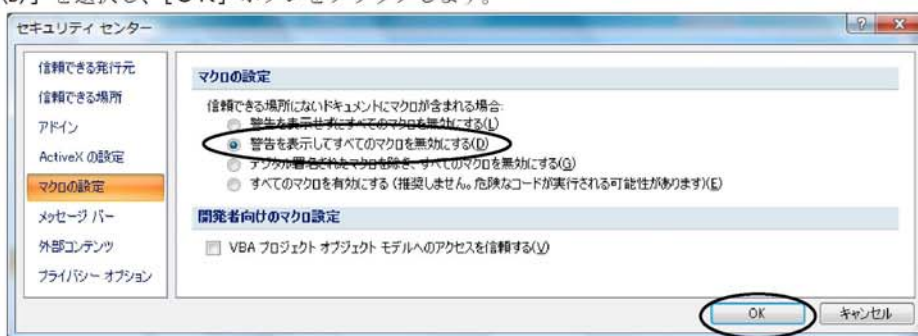 (D)] を選択し、[OK] ボタンをクリックします。
セキュリティ センター
信頼できる発行元
信頼できる場所
アドイン
ActiveX の設定
マクロの設定
メッセージ バー
外部コンテンツ
プライバシー オプション
マクロの設定
信頼できる場所にないドキュメントにマクロが含まれる場合:
警告を表示せずにすべてのマクロを無効にする(L)
警告を表示してすべてのマクロを無効にする(D)
デジタル署名されたマクロを除き、すべてのマクロを無効にする(G)
すべてのマクロを有効にする (推奨しません。危険なコードが実行される可能性があります)(E)
開発者向けのマクロ設定
VBA プロジェクト オブジェクト モデルへのアクセスを信頼する(V)
OK
キャンセル